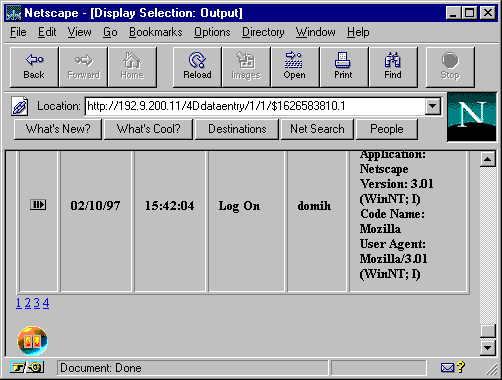 Netscape - [Display Selection: Output]
File Edit View Go Bookmarks Options Directory Window Help
Back Forward Home Reload Images Open Print Find Stop
Location: http://192.9.200.11/4Ddataentry/1/1/$1626583810.1
N
What's New? What's Cool? Destinations Net Search People
Application:
Netscape
Version: 3.01
02/10/97 15:42:04 Log On domih (WinNT; I)
Code Name:
Mozilla
User Agent:
Mozilla/3.01
(WinNT; I)
1 2 3 4
Document: Done
?